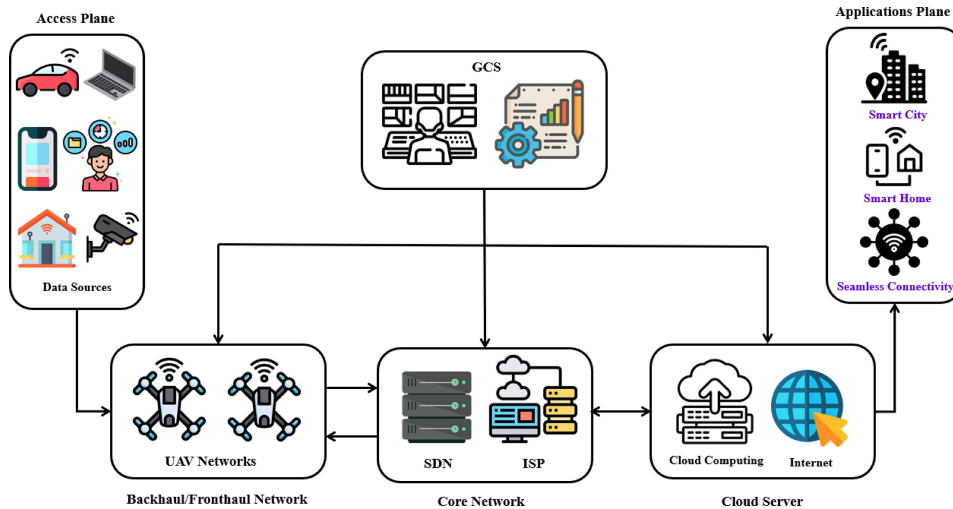 Access Plane
Data Sources
GCS
Applications Plane
Smart City
Smart Home
Seamless Connectivity
UAV Networks
Backhaul/Fronthaul Network
SDN
ISP
Core Network
Cloud Computing
Internet
Cloud Server